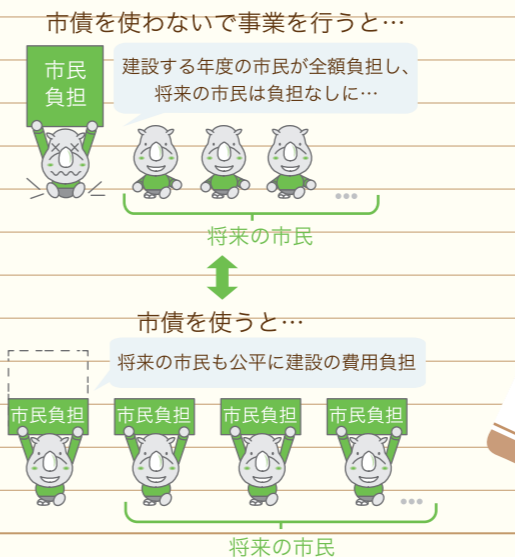 市債を使わないで事業を行うと…
市民
負担
建設する年度の市民が全額負担し、
将来の市民は負担なしに…
…
将来の市民
市債を使うと…
将来の市民も公平に建設の費用負担
市民負担
市民負担
市民負担
市民負担
…
将来の市民